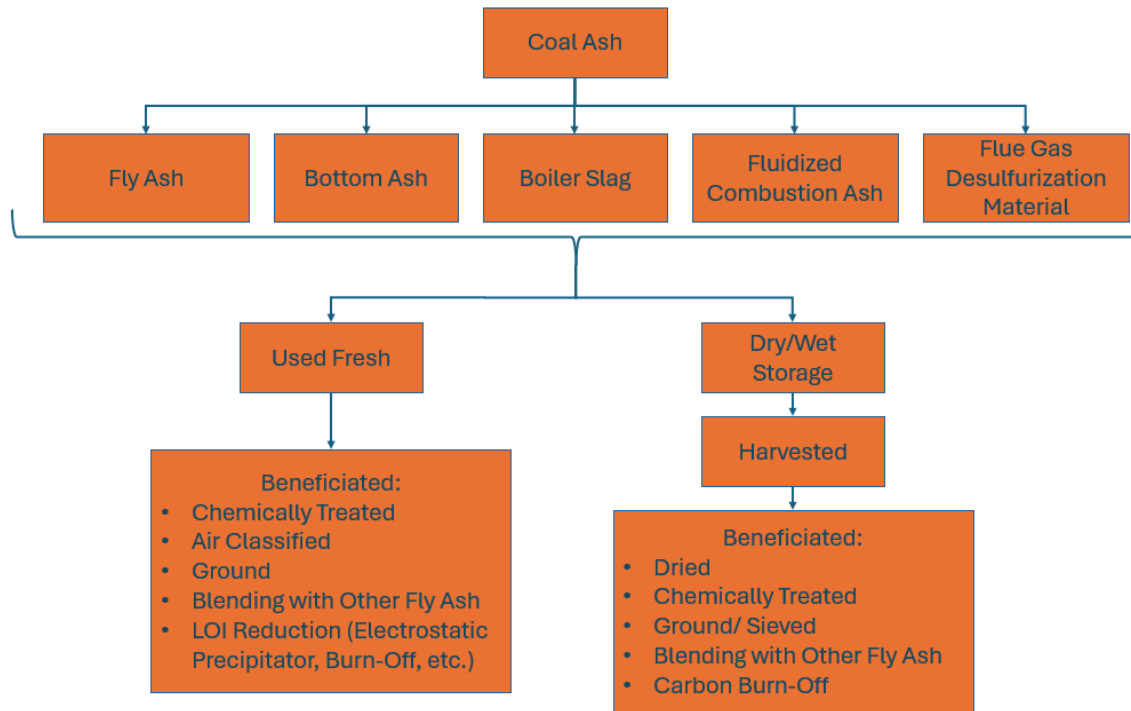 Coal Ash
Fly Ash
Bottom Ash
Boiler Slag
Fluidized
Combustion Ash
Flue Gas
Desulfurization
Material
Used Fresh
Dry/Wet
Storage
Harvested
Beneficiated:
• Chemically Treated
• Air Classified
• Ground
• Blending with Other Fly Ash
• LOI Reduction (Electrostatic
Precipitator, Burn-Off, etc.)
Beneficiated:
• Dried
• Chemically Treated
• Ground/ Sieved
• Blending with Other Fly Ash
• Carbon Burn-Off